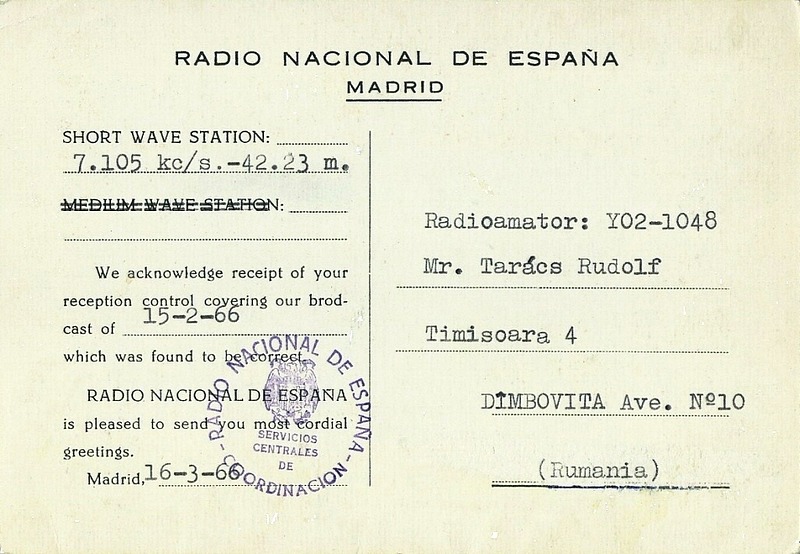 RADIO NACIONAL DE ESPAÑA
MADRID
SHORT WAVE STATION:
7.105 kc/s.-42.23 m.
MEDIUM WAVE STATION:
We acknowledge receipt of your
reception control covering our brod-
cast of 15-2-66
which was found to be correct.
RADIO NACIONAL DE ESPAÑA
is pleased to send you most cordial
greetings.
Madrid, 16-3-66
RADIO NACIONAL DE ESPAÑA
SERVICIOS
CENTRALES
DE
COORDINACION
Radioamator: YO2-1048
Mr. Tarács Rudolf
Timisoara 4
DÎMBOVITA Ave. Nº10
(Rumania)